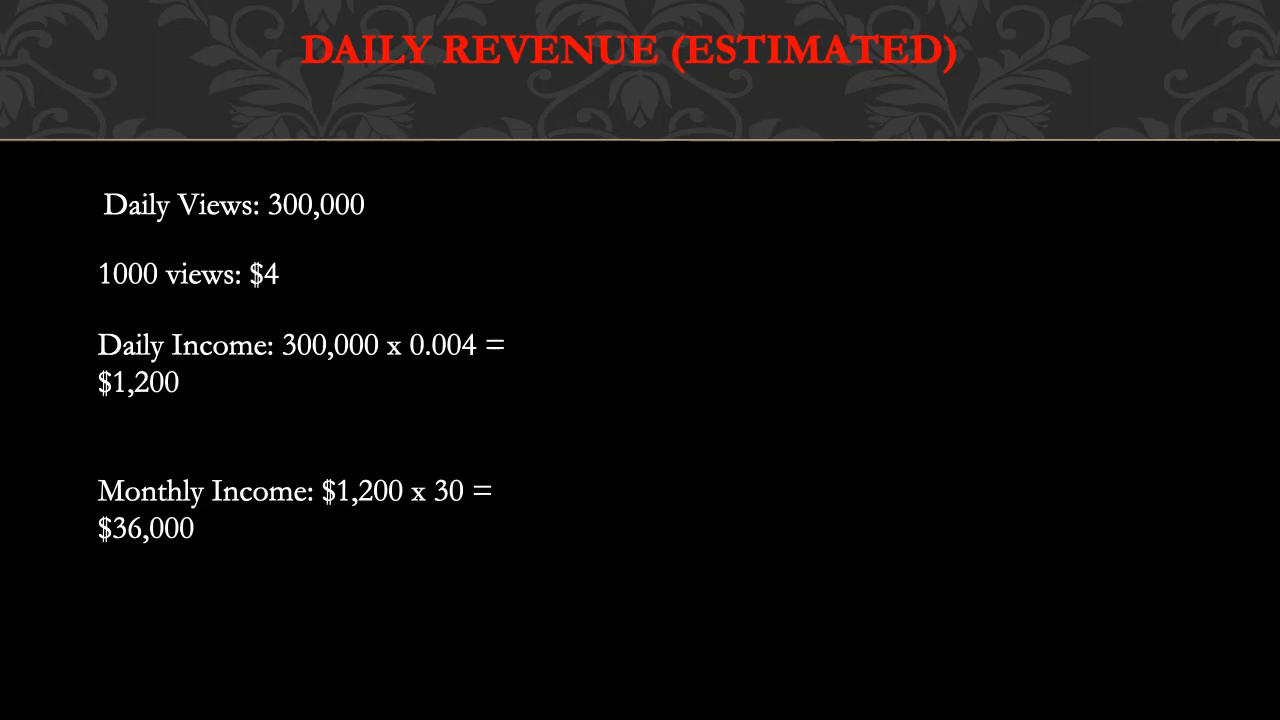 DAILY REVENUE (ESTIMATED)
Daily Views: 300,000
1000 views: $4
Daily Income: 300,000 x 0.004 =
$1,200
Monthly Income: $1,200 x 30 =
$36,000